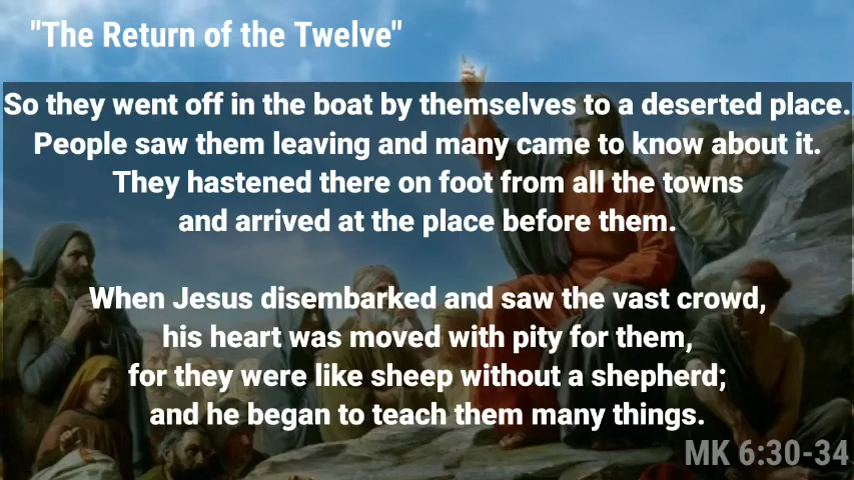 "The Return of the Twelve"
So they went off in the boat by themselves to a deserted place.
People saw them leaving and many came to know about it.
They hastened there on foot from all the towns
and arrived at the place before them.
When Jesus disembarked and saw the vast crowd,
his heart was moved with pity for them,
for they were like sheep without a shepherd;
and he began to teach them many things.
MK 6:30-34